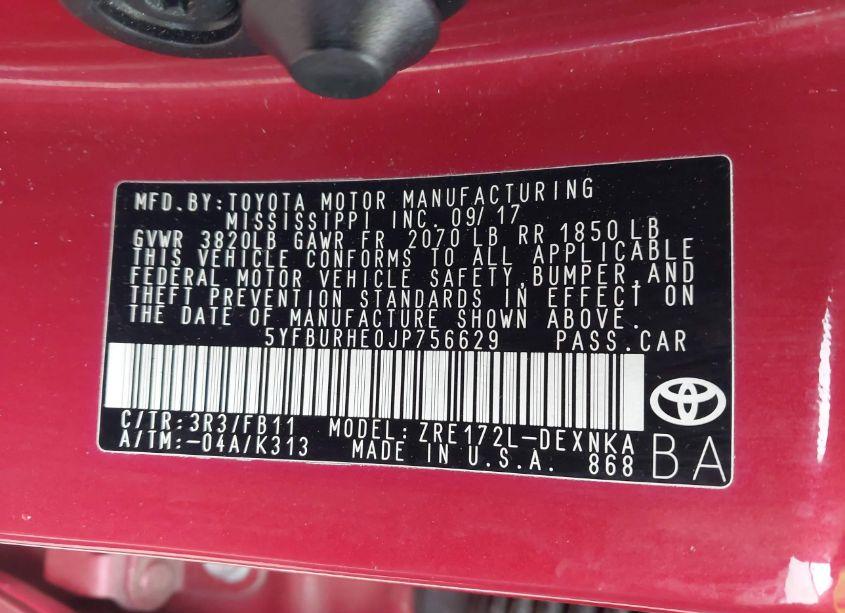 MFD.BY:TOYOTA MOTOR MANUFACTURING
MISSISSIPPI INC 09/17
GVWR 3820LB GAWR FR 2070LB RR 1850LB
THIS VEHICLE CONFORMS TO ALL APPLICABLE
FEDERAL MOTOR VEHICLE SAFETY,BUMPER,AND
THEFT PREVENTION STANDARDS IN EFFECT ON
THE DATE OF MANUFACTURE SHOWN ABOVE.
5YFBURHE0JP756629 PASS.CAR
C/TR:3R3/FB11 MODEL:ZRE172L-DEXNKA
A/TM:-04A/K313 MADE IN U.S.A. 868
BA